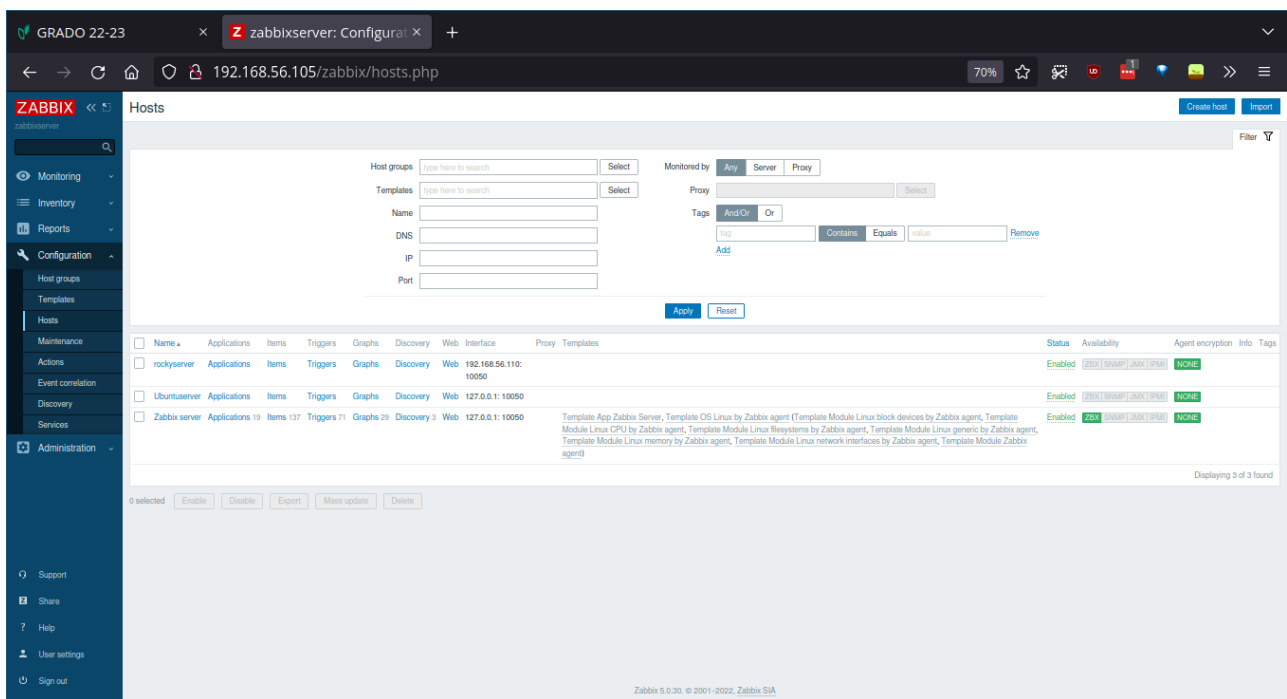 GRADO 22-23 × Z zabbixserver: Configurat × +
192.168.56.105/zabbix/hosts.php 70% 1
ZABBIX Hosts Create host Import
zabbixserver
Filter
Monitoring
Inventory
Reports
Configuration
Host groups
Templates
Hosts
Maintenance
Actions
Event correlation
Discovery
Services
Administration
Support
Share
Help
User settings
Sign out
Host groups type here to search Select Monitored by Any Server Proxy
Templates type here to search Select Proxy Select
Name Tags And/Or Or
DNS tag Contains Equals value Remove
IP Add
Port
Apply Reset
Name Applications Items Triggers Graphs Discovery Web Interface Proxy Templates Status Availability Agent encryption Info Tags
rockyserver Applications Items Triggers Graphs Discovery Web 192.168.56.110: Enabled ZBX SNMP JMX IPMI NONE
10050
Ubuntuserver Applications Items Triggers Graphs Discovery Web 127.0.0.1: 10050 Enabled ZBX SNMP JMX IPMI NONE
Zabbix server Applications 19 Items 137 Triggers 71 Graphs 29 Discovery 3 Web 127.0.0.1: 10050 Template App Zabbix Server, Template OS Linux by Zabbix agent (Template Module Linux block devices by Zabbix agent, Template Enabled ZBX SNMP JMX IPMI NONE
Module Linux CPU by Zabbix agent, Template Module Linux filesystems by Zabbix agent, Template Module Linux generic by Zabbix agent,
Template Module Linux memory by Zabbix agent, Template Module Linux network interfaces by Zabbix agent, Template Module Zabbix
agent)
Displaying 3 of 3 found
0 selected Enable Disable Export Mass update Delete
Zabbix 5.0.30. © 2001–2022, Zabbix SIA